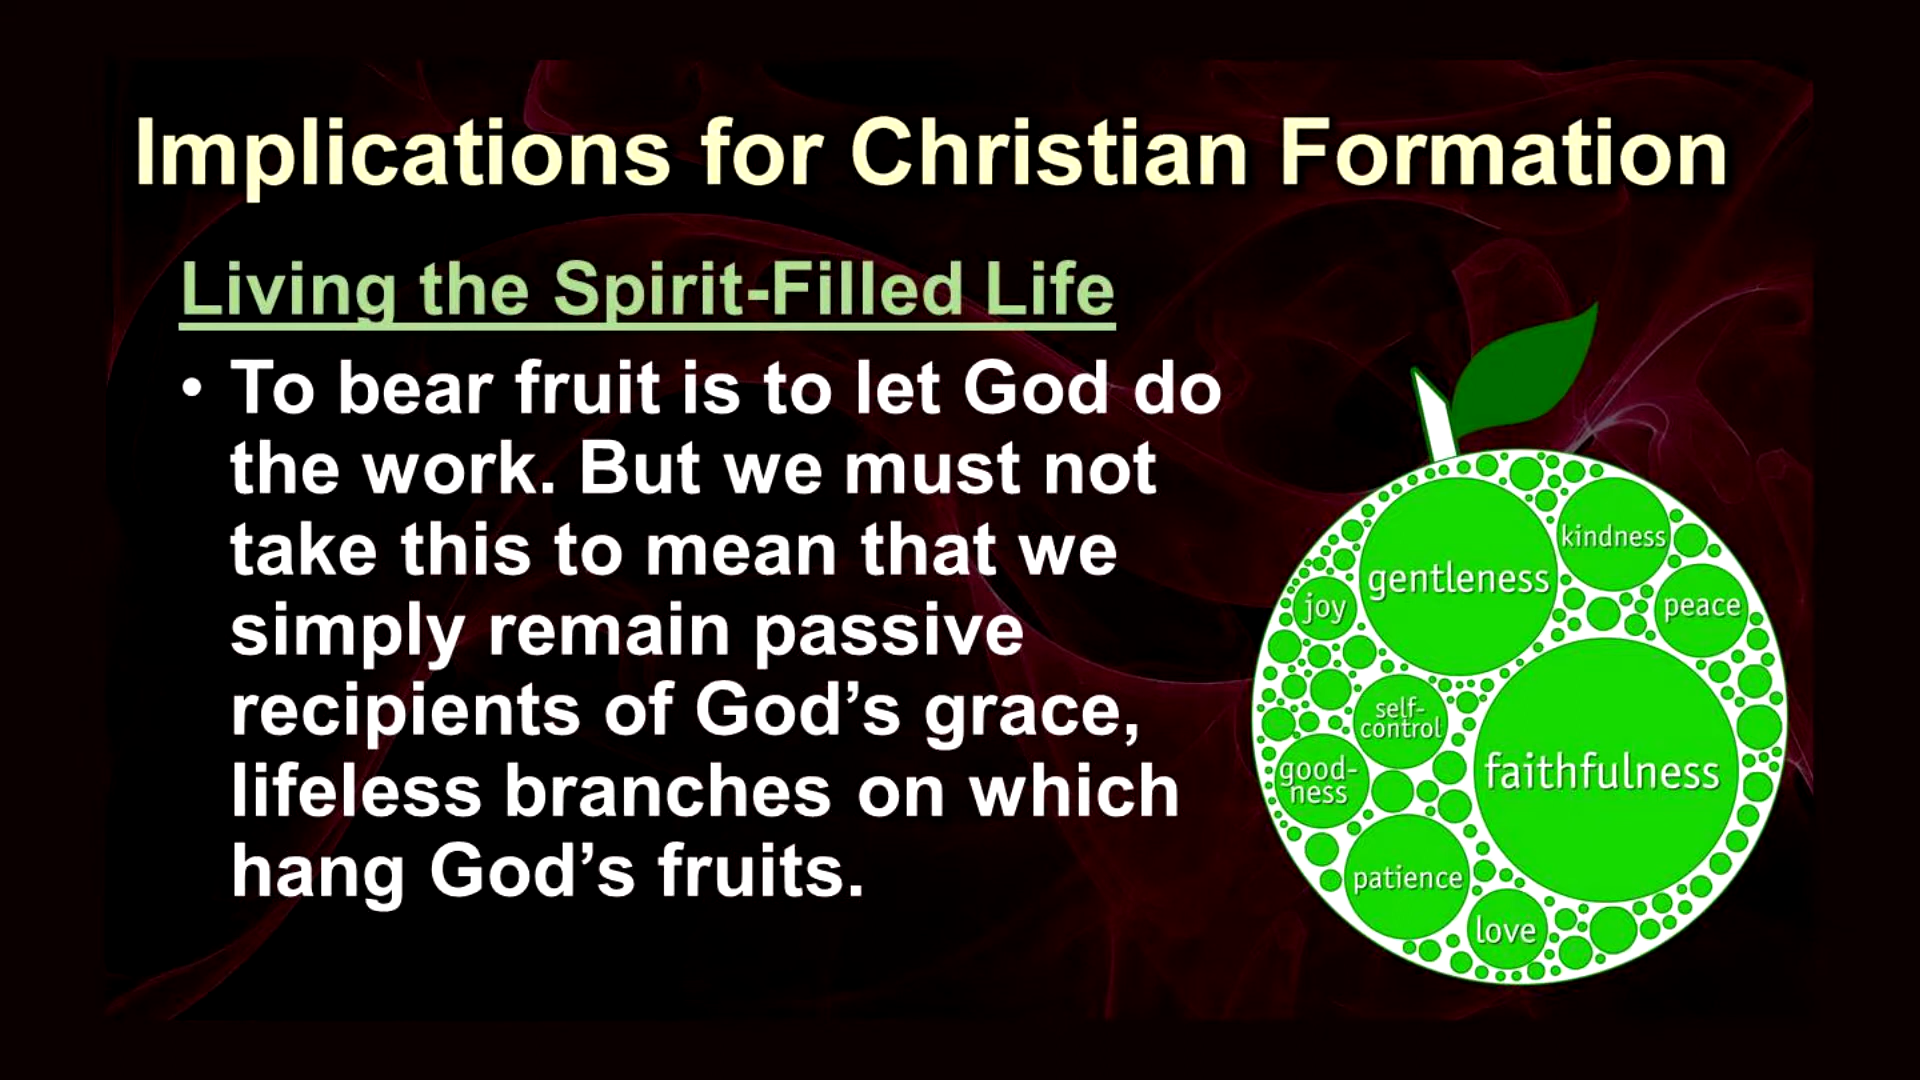 Implications for Christian Formation
Living the Spirit-Filled Life
• To bear fruit is to let God do
the work. But we must not
take this to mean that we
simply remain passive
recipients of God’s grace,
lifeless branches on which
hang God’s fruits.
kindness
gentleness
joy
peace
self-
control
good-
ness
faithfulness
patience
love